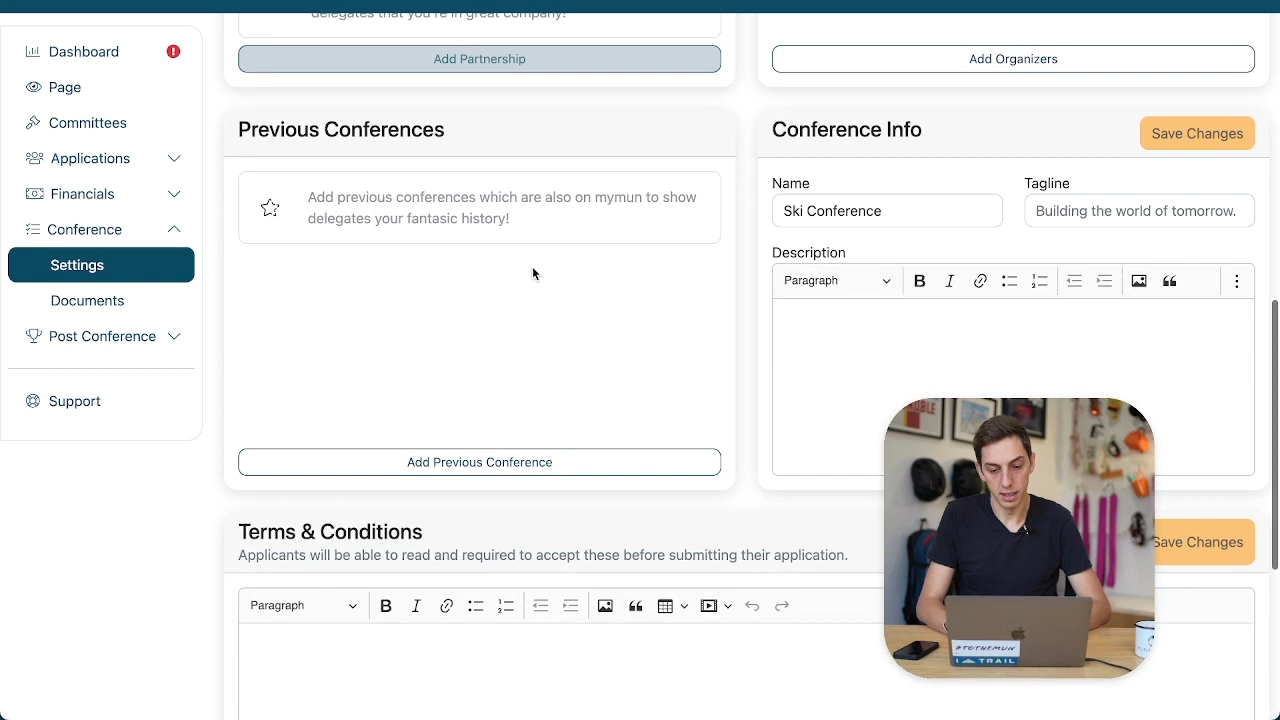 delegates that you're in great company!
Add Partnership
Add Organizers
Dashboard
Page
Committees
Applications
Financials
Conference
Settings
Documents
Post Conference
Support
Previous Conferences
Add previous conferences which are also on mymun to show
delegates your fantasic history!
Add Previous Conference
Conference Info
Save Changes
Name
Tagline
Ski Conference
Building the world of tomorrow.
Description
Paragraph
Terms & Conditions
Applicants will be able to read and required to accept these before submitting their application.
Save Changes
Paragraph
#TOTHEMUN
TRAIL